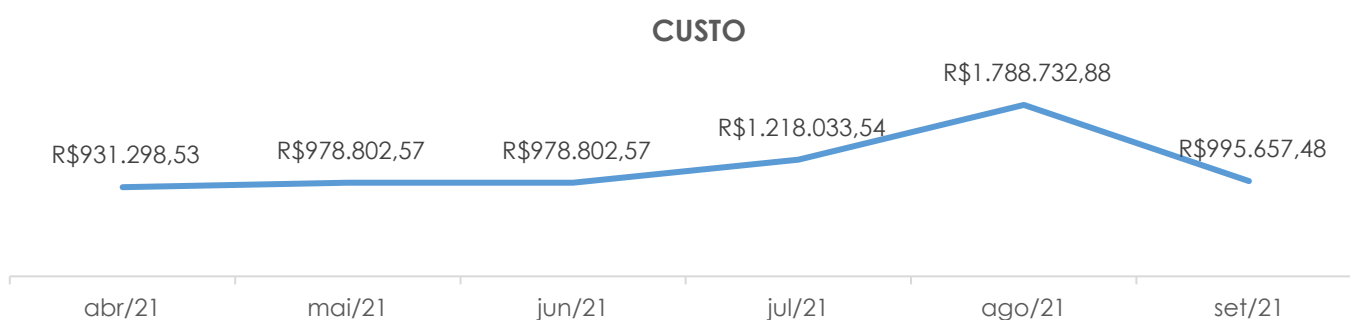 CUSTO
R$1.788.732,88
R$1.218.033,54
R$931.298,53 R$978.802,57 R$978.802,57 R$995.657,48
abr/21 mai/21 jun/21 jul/21 ago/21 set/21